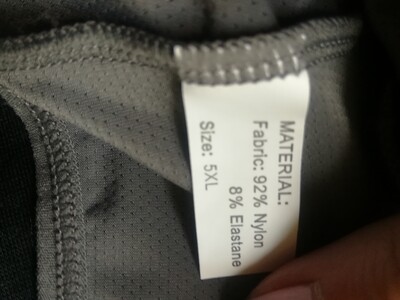 MATERIAL:
Fabric: 92% Nylon
8% Elastane
Size: 5XL